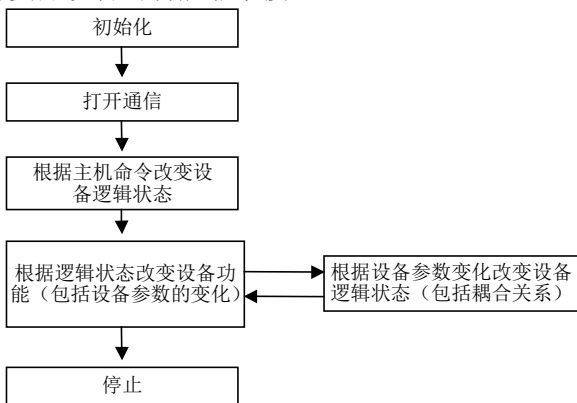 初始化
打开通信
根据主机命令改变设
备逻辑状态
根据逻辑状态改变设备功
能（包括设备参数的变化）
根据设备参数变化改变设备
逻辑状态（包括耦合关系）
停止